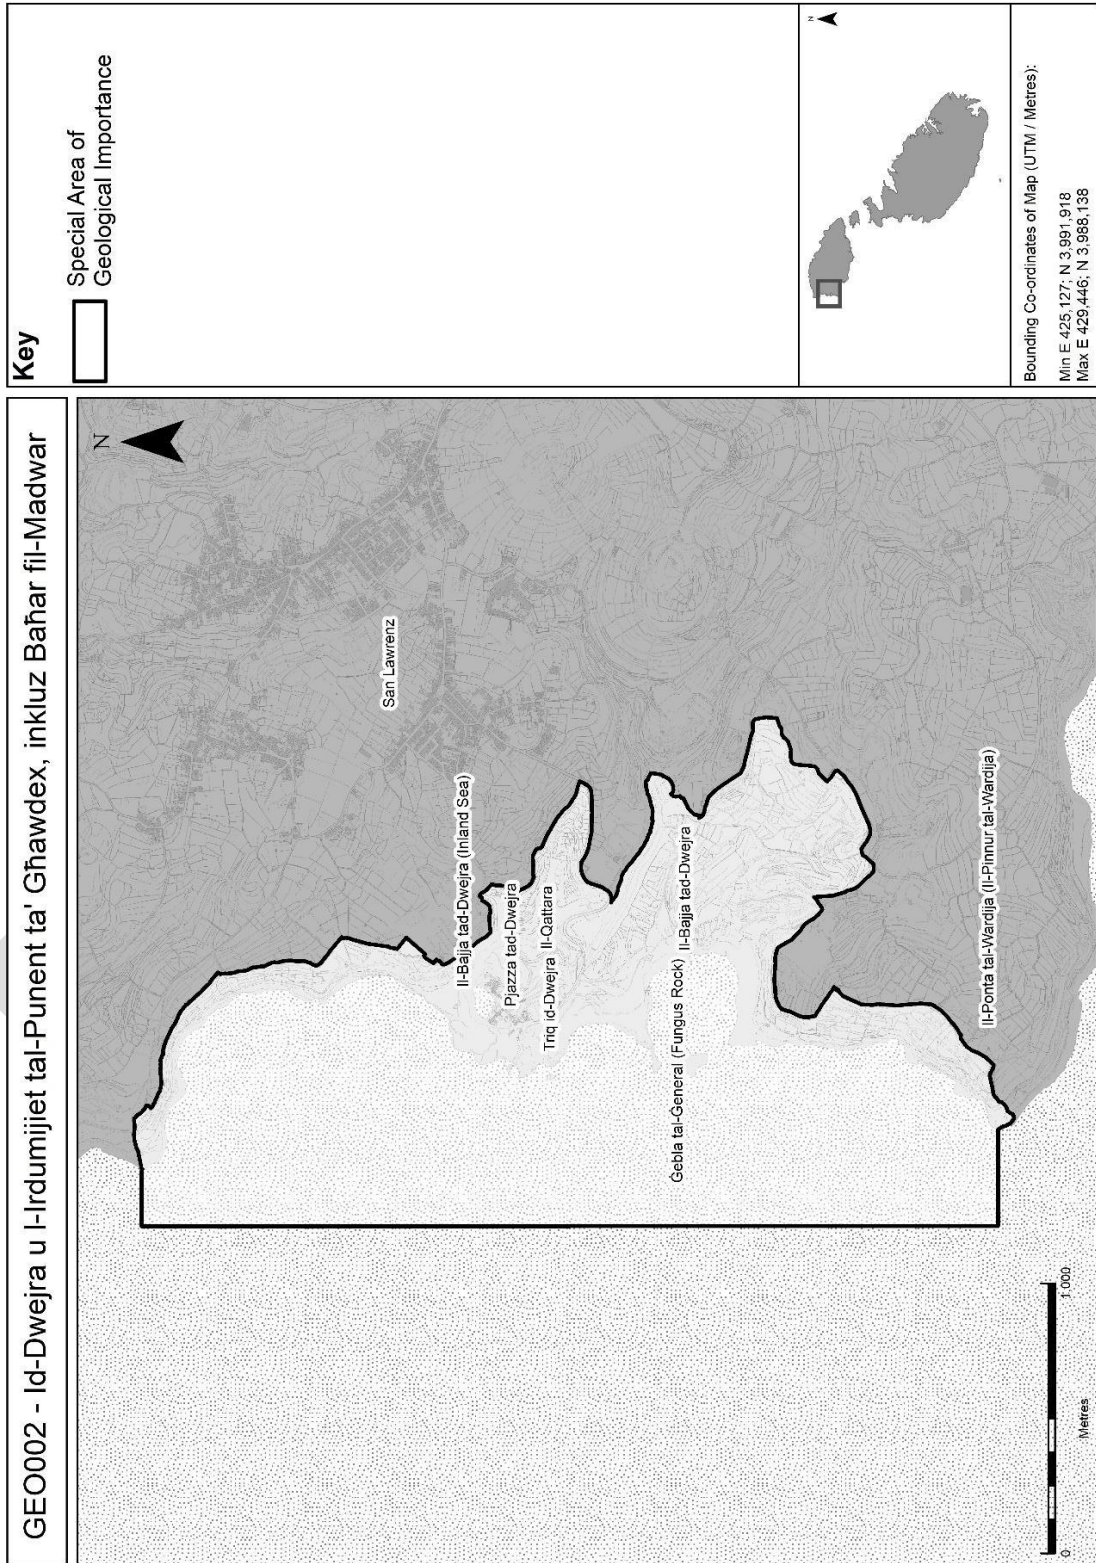 GEO002 - Id-Dwejra u l-Irdumijiet tal-Punent ta' Għawdex, inkluz Baħar fil-Madwar
N
San Lawrenz
Il-Bajja tad-Dwejra (Inland Sea)
Pjazza tad-Dwejra
Triq id-Dwejra Il-Qattara
Ġebla tal-Ġeneral (Fungus Rock) Il-Bajja tad-Dwejra
Il-Ponta tal-Wardija (Il-Pinnur tal-Wardija)
0 1,000
Metres
Key
Special Area of
Geological Importance
N
Bounding Co-ordinates of Map (UTM / Metres):
Min E 425,127; N 3,991,918
Max E 429,446; N 3,988,138